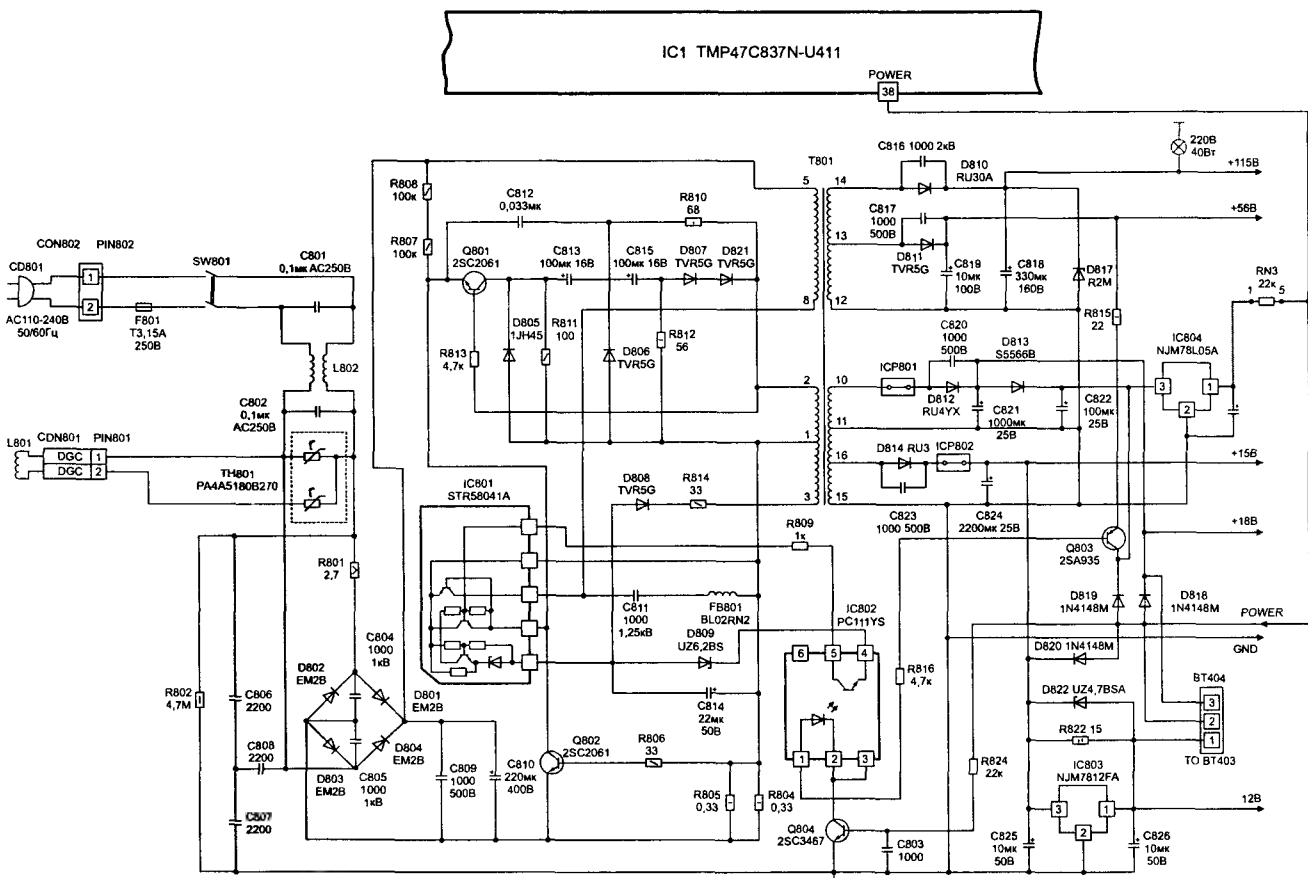 IC1 TMP47C837N-U411
POWER
38
220В
40Вт
+115В
C816 1000 2кВ
D810
RU30A
T801
5
14
R808
100к
C812
0,033мк
R810
68
C817
1000
500В
+56В
CON802
PIN802
CD801
1
2
SW801
C801
0,1мк AC250В
R807
100к
Q801
2SC2061
C813
100мк 16В
C815
100мк 16В
D807
TVR5G
D821
TVR5G
13
D811
TVR5G
C819
10мк
100В
C818
330мк
160В
D817
R2M
RN3
22к
1
5
8
12
AC110-240В
50/60Гц
F801
T3,15А
250В
D805
1JH45
R811
100
R812
56
R815
22
C820
1000
500В
D813
S5566B
IC804
NJM78L05A
R813
4,7к
D806
TVR5G
L802
ICP801
2
10
D812
RU4YX
3
1
2
C802
0,1мк
AC250В
C821
1000мк
25В
C822
100мк
25В
1
11
L801
CDN801
PIN801
DGC
1
DGC
2
D814 RU3
ICP802
+15В
16
TH801
PA4A5180B270
IC801
STR58041A
D808
TVR5G
R814
33
3
15
C823
1000 500В
C824
2200мк 25В
+18В
R809
1к
Q803
2SA935
R801
2,7
C811
1000
1,25кВ
FB801
BL02RN2
IC802
PC111YS
D819
1N4148M
D818
1N4148M
POWER
C804
1000
1кВ
D809
UZ6,2BS
6
5
4
GND
D820 1N4148M
D802
EM2B
D801
EM2B
R816
4,7к
D822 UZ4,7BSA
BT404
3
2
1
R802
4,7М
C806
2200
C814
22мк
50В
R822 15
TO BT403
C808
2200
D804
EM2B
Q802
2SC2061
R806
33
1
2
3
R824
22к
IC803
NJM7812FA
D803
EM2B
C805
1000
1кВ
C809
1000
500В
C810
220мк
400В
R805
0,33
R804
0,33
3
1
2
12В
C807
2200
Q804
2SC3467
C803
1000
C825
10мк
50В
C826
10мк
50В